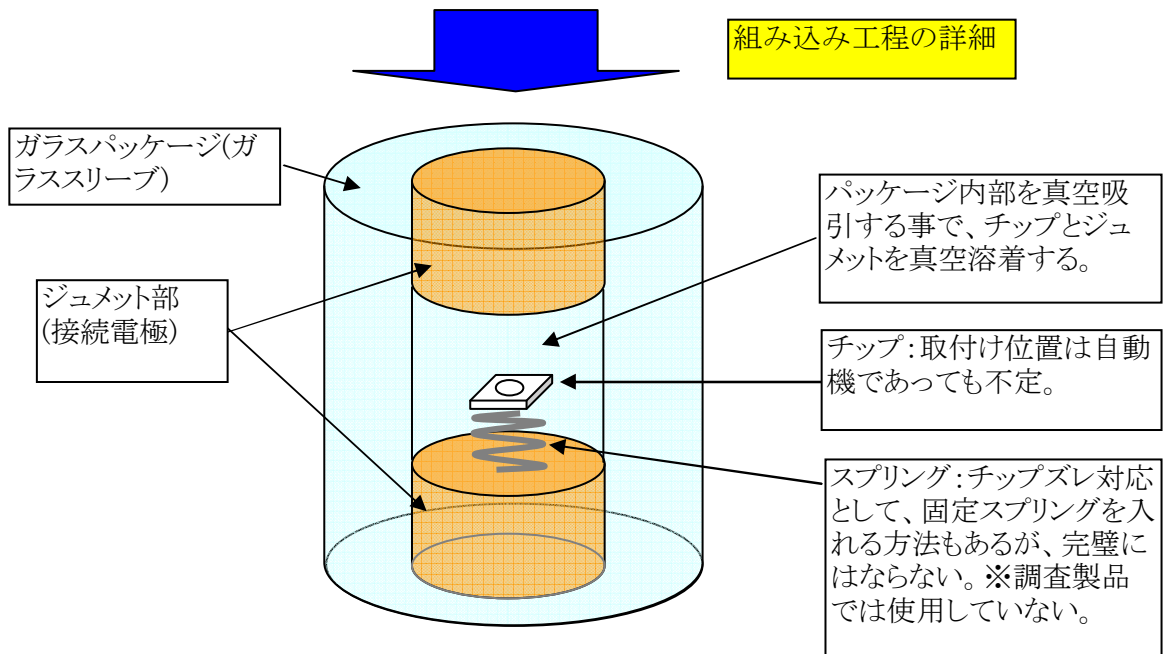 組み込み工程の詳細
ガラスパッケージ(ガ
ラススリーブ)
ジュメット部
(接続電極)
パッケージ内部を真空吸
引する事で、チップとジュ
メットを真空溶着する。
チップ：取付け位置は自動
機であっても不定。
スプリング：チップズレ対応
として、固定スプリングを入
れる方法もあるが、完璧に
はならない。※調査製品
では使用していない。